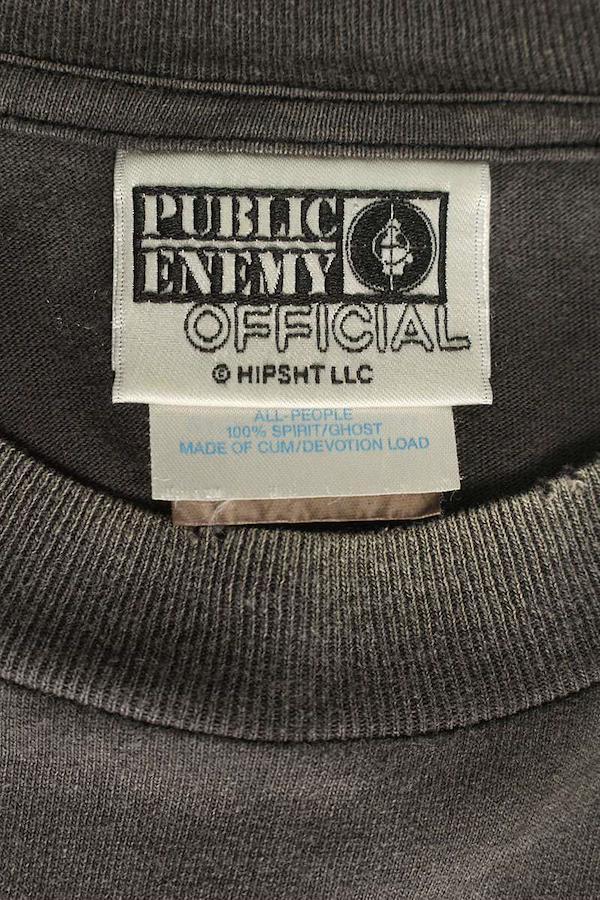 PUBLIC
ENEMY
OFFICIAL
© HIPSHT LLC
ALL-PEOPLE
100% SPIRIT/GHOST
MADE OF CUM/DEVOTION LOAD